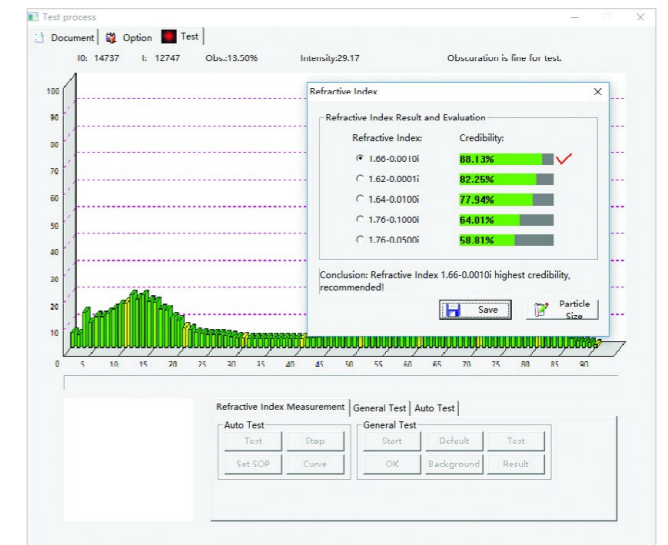 Test process
Document Option Test
I0: 14737 I: 12747 Obs.:13.50% Intensity:29.17 Obscuration is fine for test.
Refractive Index
Refractive Index Result and Evaluation
Refractive Index: Credibility:
1.66-0.0010i 88.13%
1.62-0.0001i 82.25%
1.64-0.0100i 77.94%
1.76-0.1000i 64.01%
1.76-0.0500i 58.81%
Conclusion: Refractive Index 1.66-0.0010i highest credibility,
recommended!
Save Particle Size
100
90
80
70
60
50
40
30
20
10
0 5 10 15 20 25 30 35 40 45 50 55 60 65 70 75 80 85 90
Refractive Index Measurement General Test Auto Test
Auto Test General Test
Test Stop Start Default Test
Set SOP Curve OK Background Result